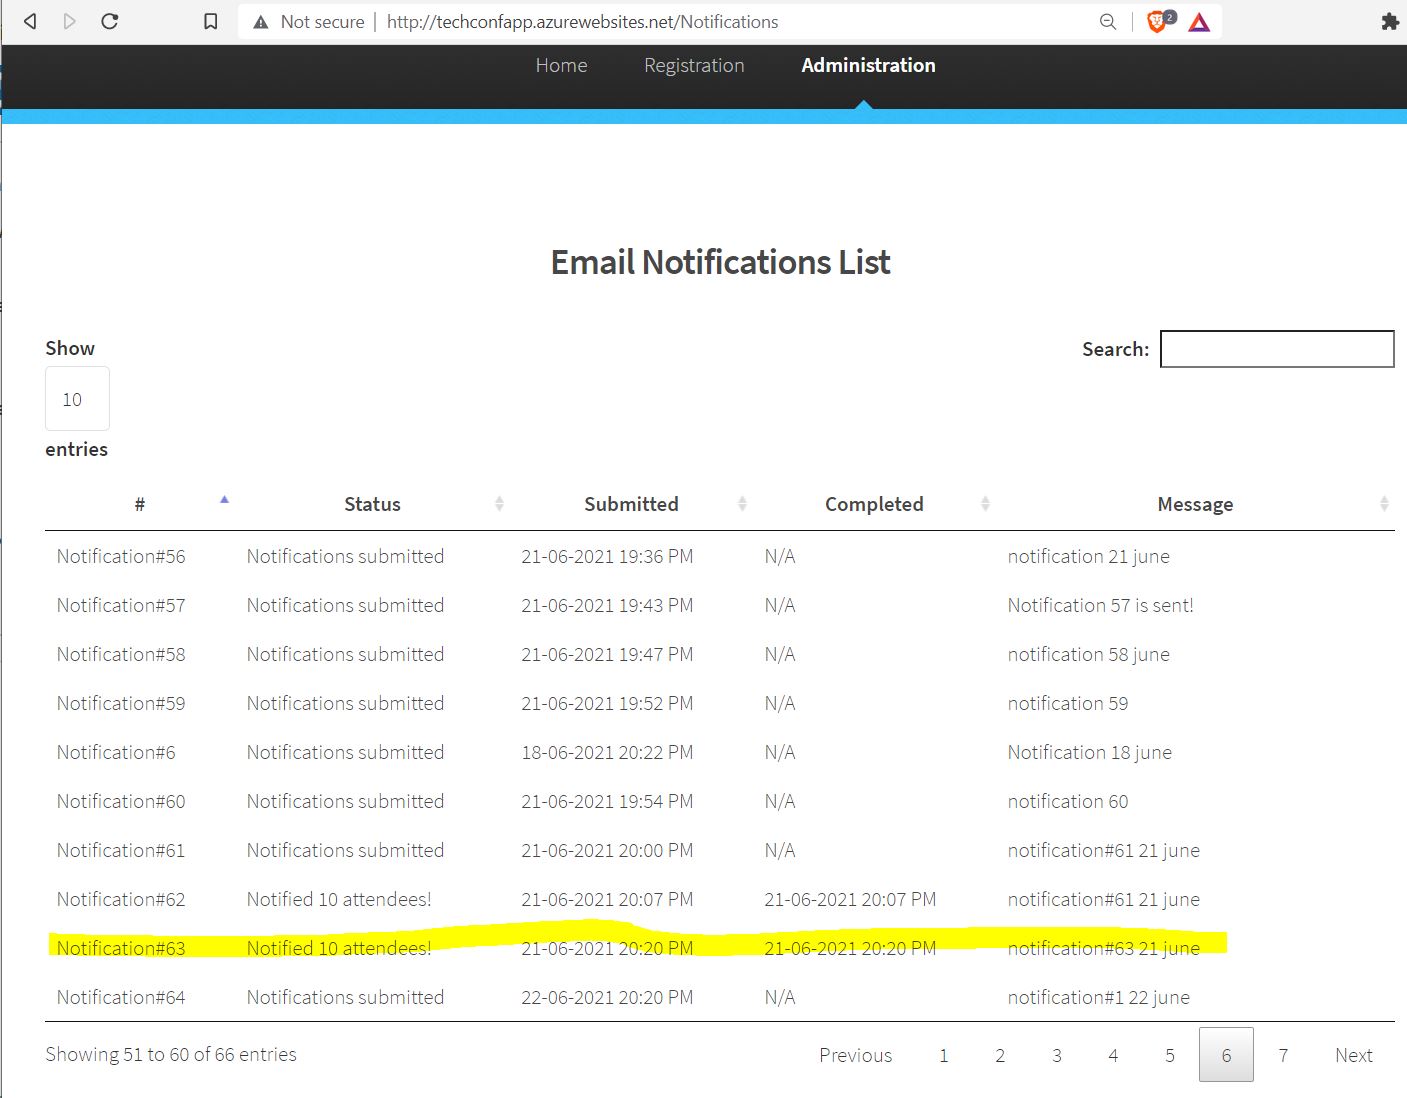 Not secure | http://techconfapp.azurewebsites.net/Notifications 2
Home Registration Administration
Email Notifications List
Show Search:
10
entries
# Status Submitted Completed Message
Notification#56 Notifications submitted 21-06-2021 19:36 PM N/A notification 21 june
Notification#57 Notifications submitted 21-06-2021 19:43 PM N/A Notification 57 is sent!
Notification#58 Notifications submitted 21-06-2021 19:47 PM N/A notification 58 june
Notification#59 Notifications submitted 21-06-2021 19:52 PM N/A notification 59
Notification#6 Notifications submitted 18-06-2021 20:22 PM N/A Notification 18 june
Notification#60 Notifications submitted 21-06-2021 19:54 PM N/A notification 60
Notification#61 Notifications submitted 21-06-2021 20:00 PM N/A notification#61 21 june
Notification#62 Notified 10 attendees! 21-06-2021 20:07 PM 21-06-2021 20:07 PM notification#61 21 june
Notification#63 Notified 10 attendees! 21-06-2021 20:20 PM 21-06-2021 20:20 PM notification#63 21 june
Notification#64 Notifications submitted 22-06-2021 20:20 PM N/A notification#1 22 june
Showing 51 to 60 of 66 entries Previous 1 2 3 4 5 6 7 Next